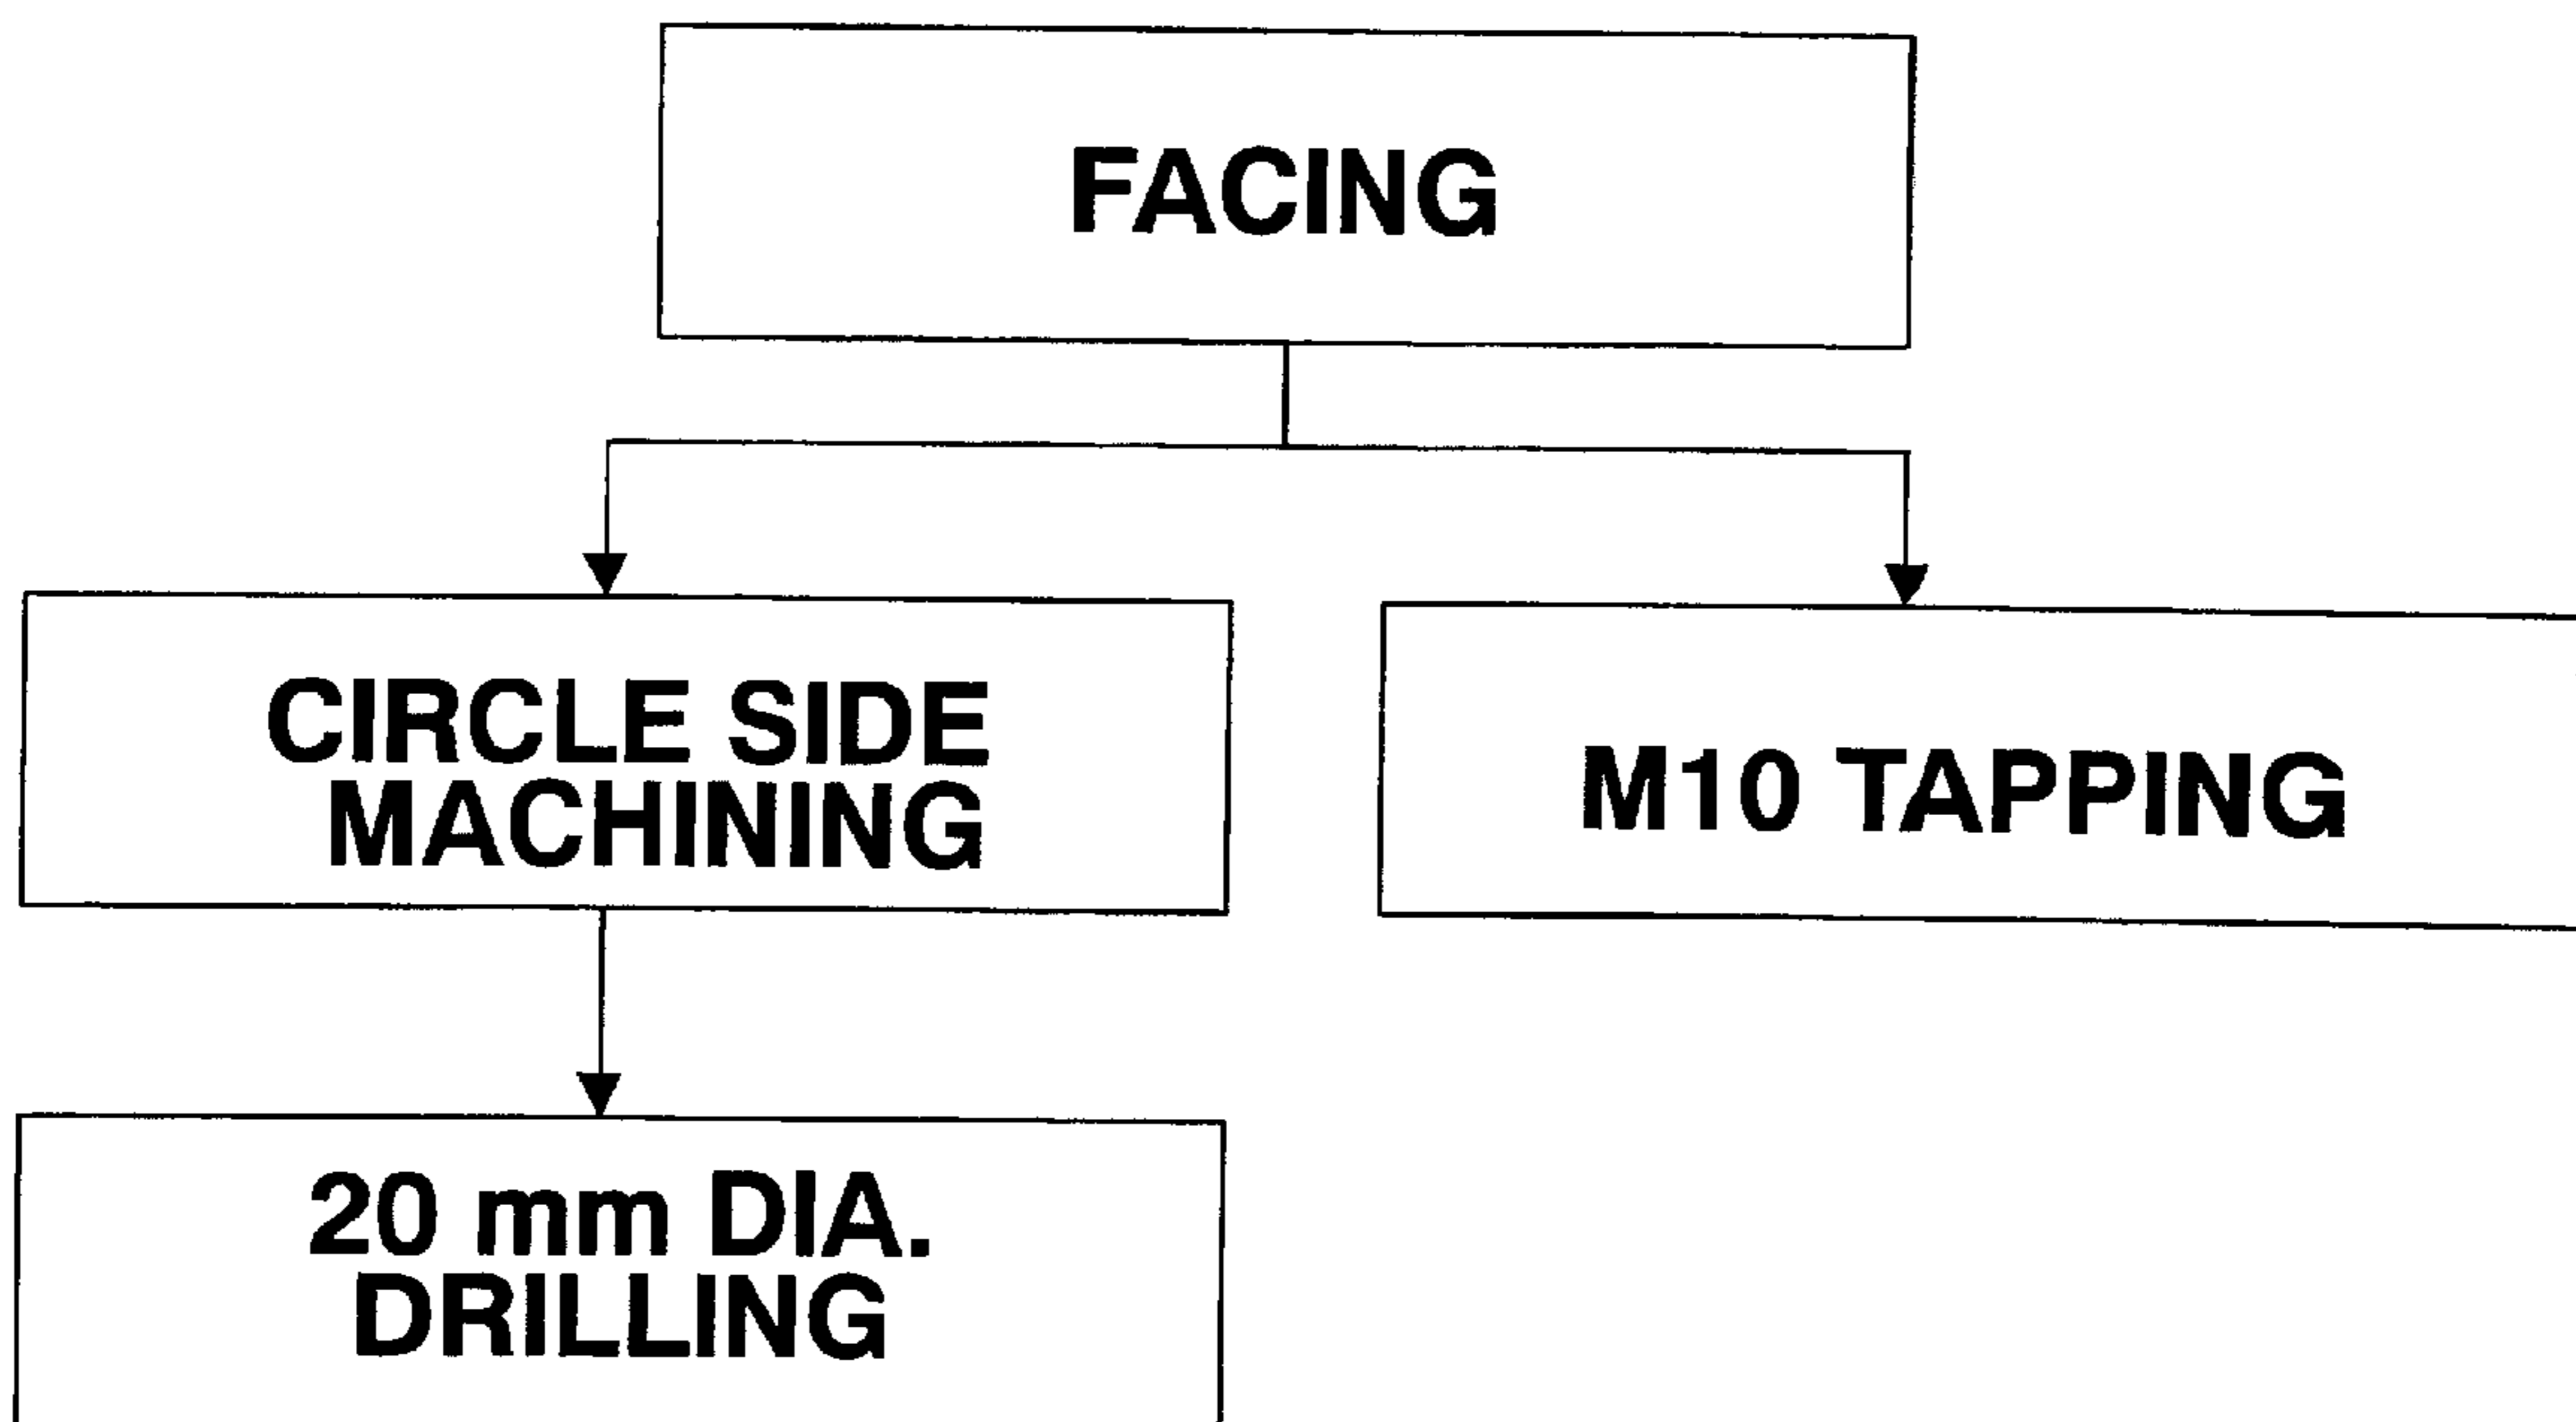 FACING
CIRCLE SIDE
MACHINING
M10 TAPPING
20 mm DIA.
DRILLING